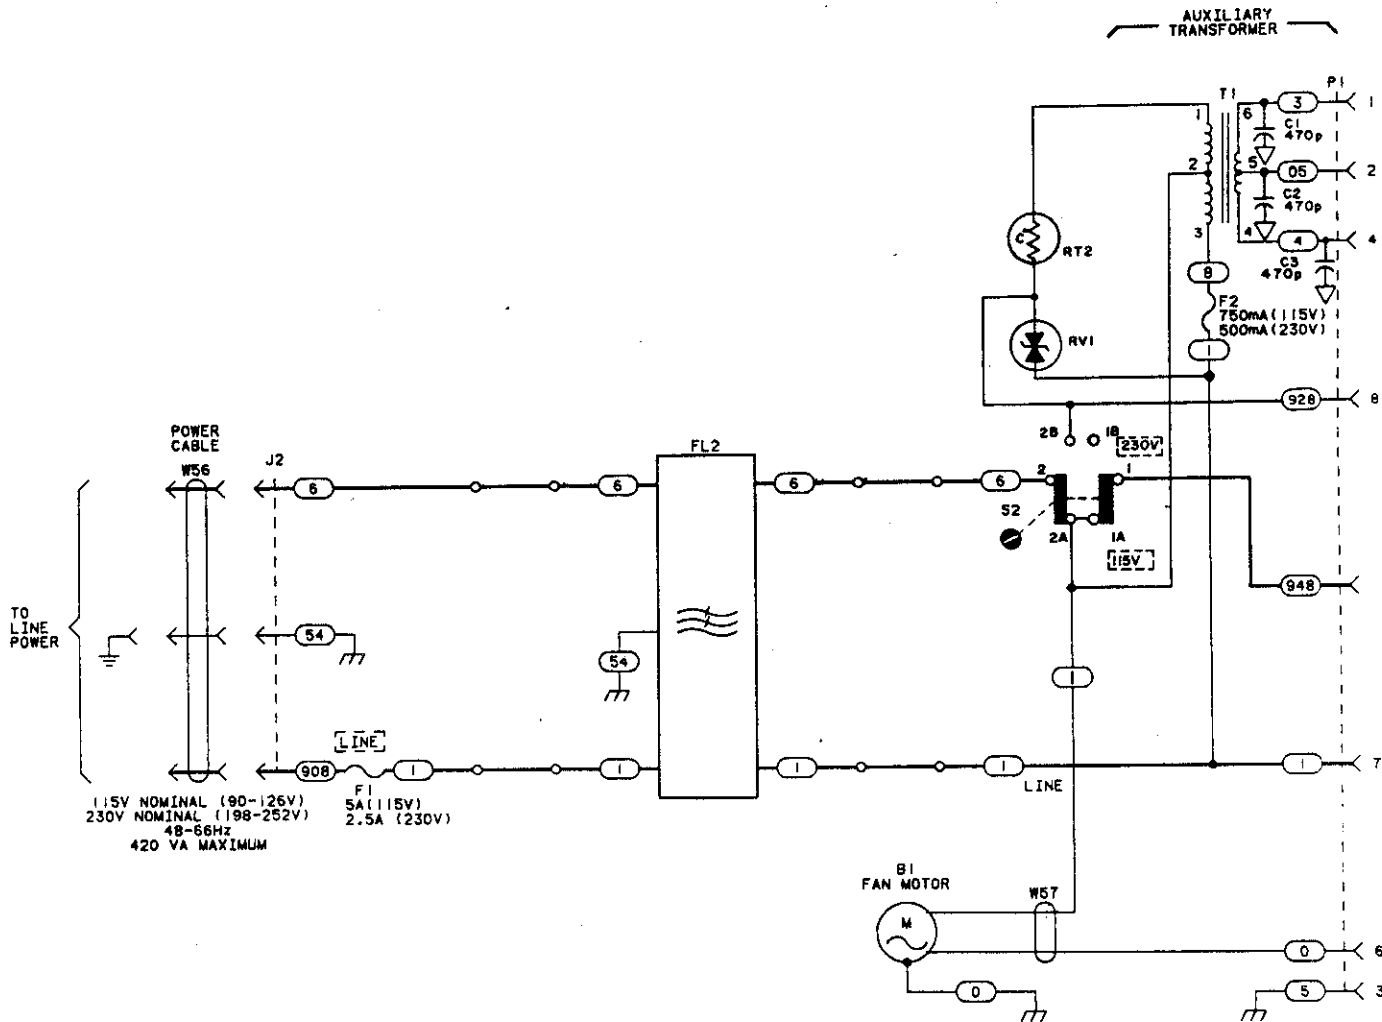 AUXILIARY
TRANSFORMER
P1
T1
1
6
3
1
C1
470p
2
5
05
2
C2
470p
3
4
4
4
C3
470p
RT2
8
F2
750mA(115V)
500mA(230V)
RV1
1
928
8
POWER
CABLE
W56
J2
FL2
2B
1B
230V
6
6
6
6
2
1
S2
2A
1A
115V
948
TO
LINE
POWER
54
54
1
LINE
908
1
1
1
1
1
7
LINE
F1
5A(115V)
2.5A (230V)
115V NOMINAL (90-126V)
230V NOMINAL (198-252V)
48-66Hz
420 VA MAXIMUM
B1
FAN MOTOR
W57
M
0
6
0
5
3